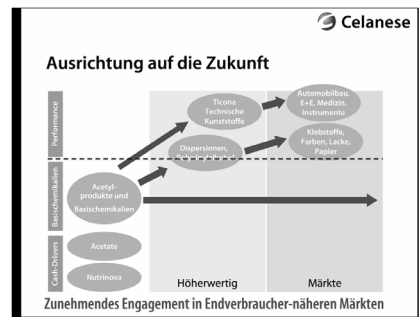 Celanese
Ausrichtung auf die Zukunft
Performance
Basischemikalien
Cash-Drivers
Ticona
Technische
Kunststoffe
Automobilbau,
E+E, Medizin.
Instrumente
Dispersionen,
Klebstoffe,
Farben, Lacke,
Papier
Acetyl-
produkte und
Basischemikalien
Acetate
Nutrinova
Höherwertig
Märkte
Zunehmendes Engagement in Endverbraucher-näheren Märkten